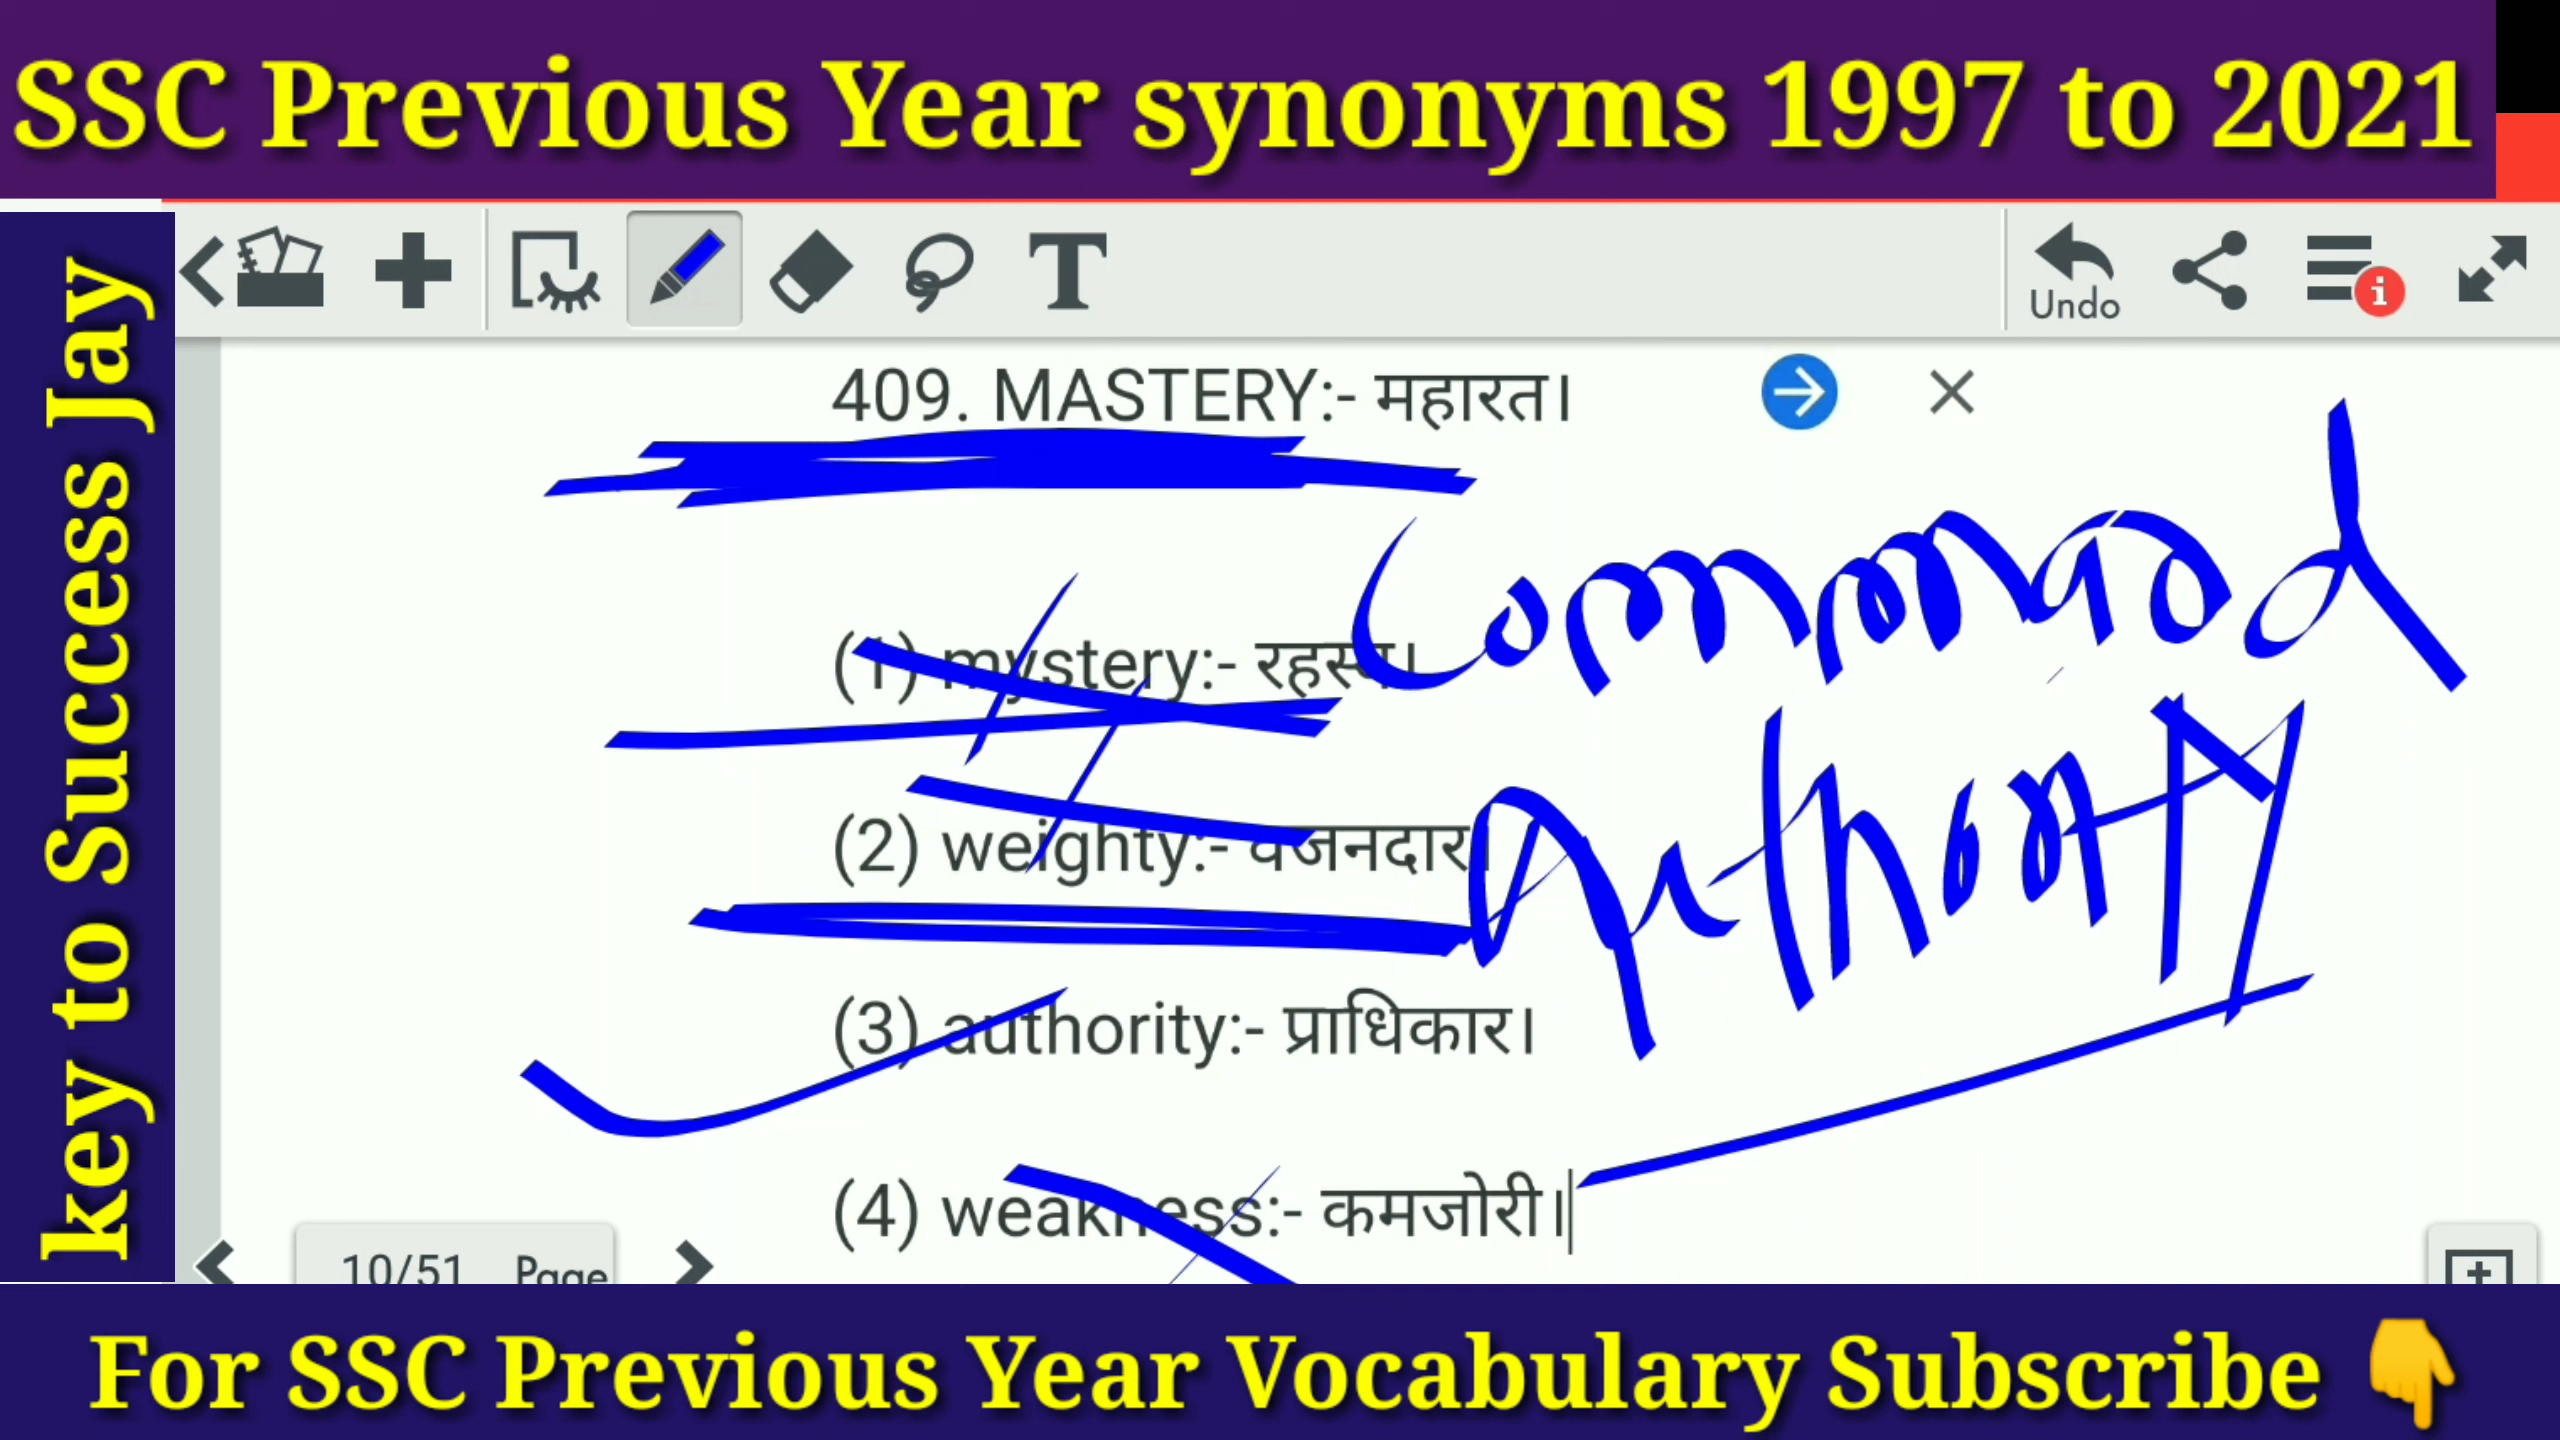 SSC Previous Year synonyms 1997 to 2021
key to Success Jay
T
Undo
409. MASTERY:- महारत।
Command
(1) mystery:- रहस्य।
Authority
(2) weighty:- वजनदार।
(3) authority:- प्राधिकार।
(4) weakness:- कमजोरी।
10/51 Page
For SSC Previous Year Vocabulary Subscribe